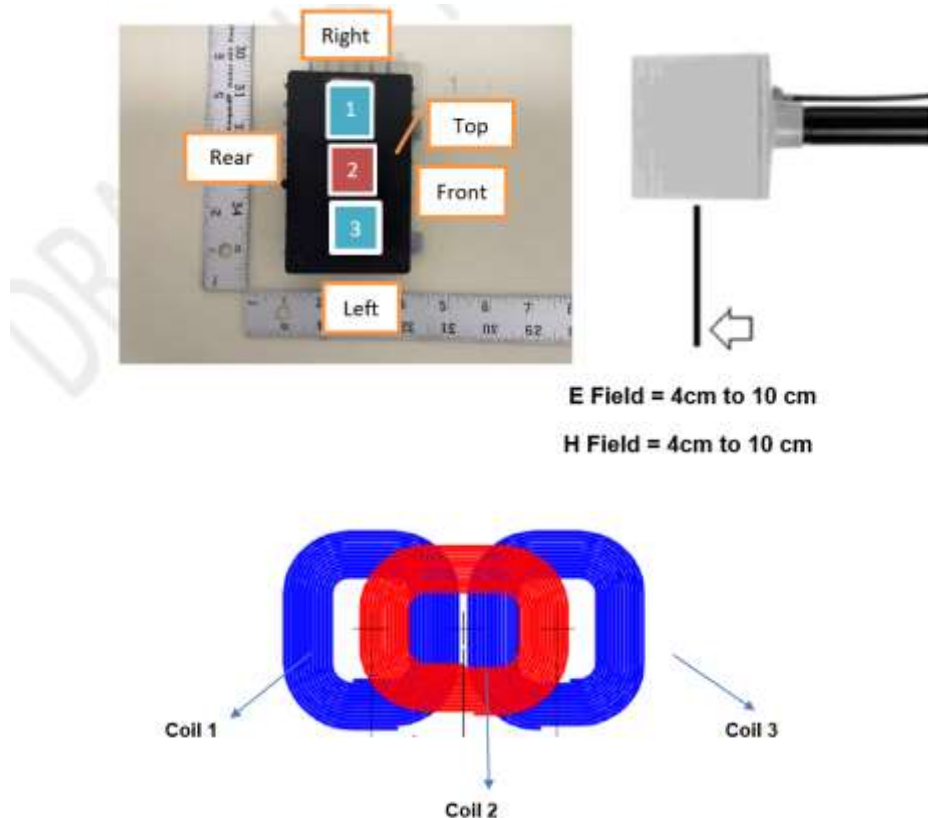 Right
1
Top
Rear
2
Front
3
Left
E Field = 4cm to 10 cm
H Field = 4cm to 10 cm
Coil 1
Coil 3
Coil 2